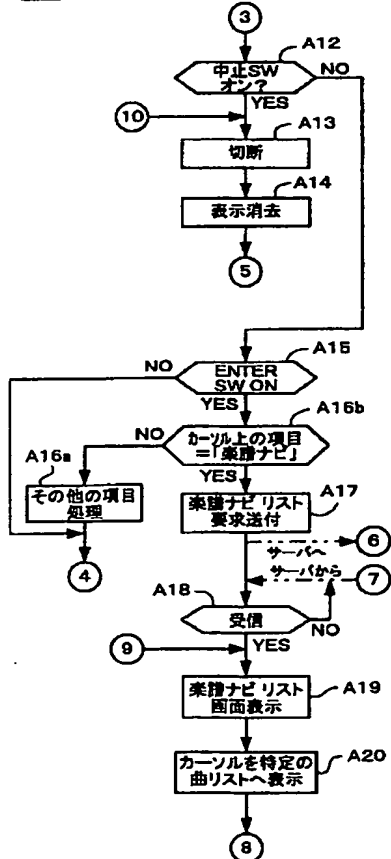 3
A12
中止SW
オン?
NO
YES
10
A13
切断
A14
表示消去
5
A15
NO
ENTER
SW ON
YES
A16b
NO
カーソル上の項目
=「楽譜ナビ」
A16a
YES
A17
その他の項目
処理
楽譜ナビ リスト
要求送付
4
サーバへ
6
サーバから
7
A18
受信
NO
9
YES
A19
楽譜ナビ リスト
画面表示
A20
カーソルを特定の
曲リストへ表示
8